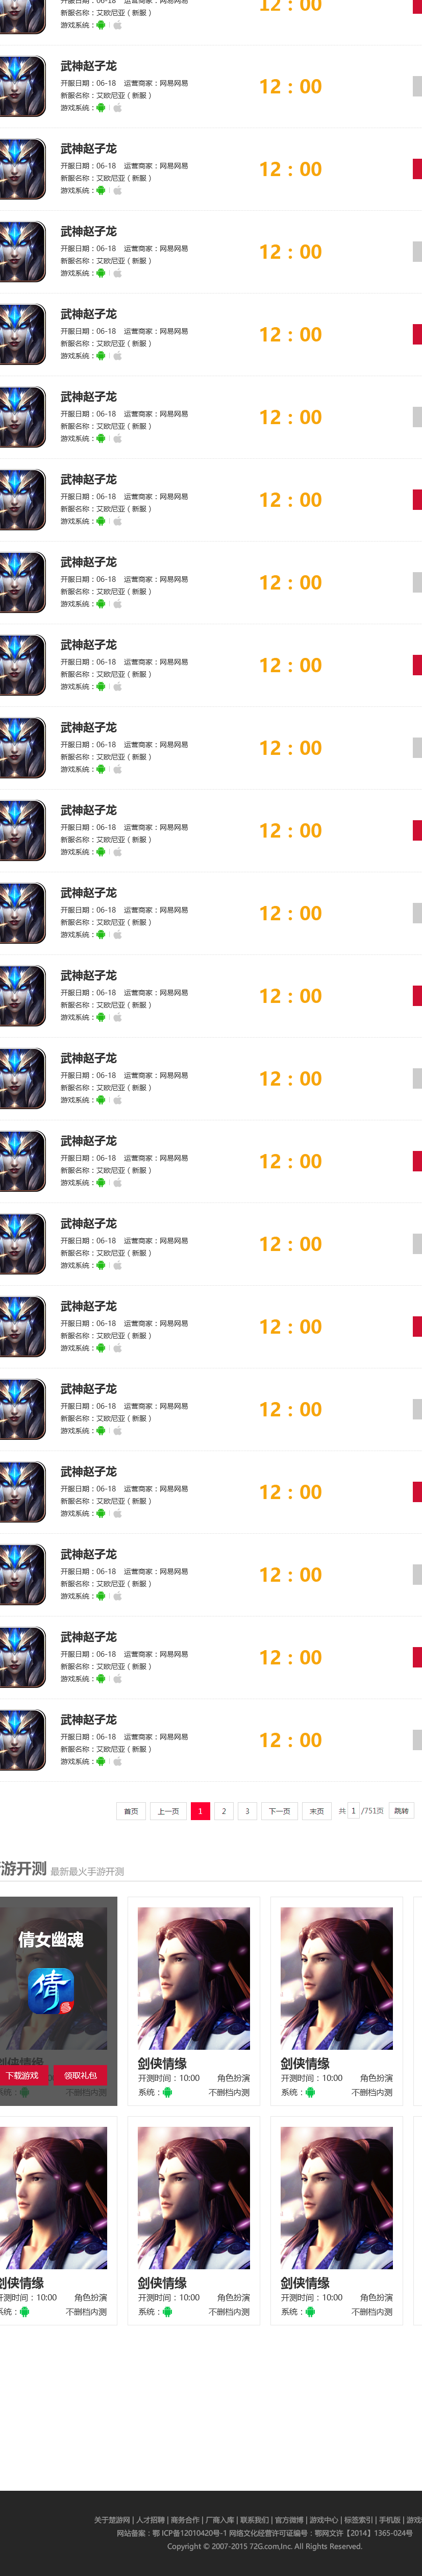 开服日期：06-18 运营商家：网易网易
12：00
新服名称：艾欧尼亚（新服）
游戏系统：
武神赵子龙
开服日期：06-18 运营商家：网易网易
12：00
新服名称：艾欧尼亚（新服）
游戏系统：
武神赵子龙
开服日期：06-18 运营商家：网易网易
12：00
新服名称：艾欧尼亚（新服）
游戏系统：
武神赵子龙
开服日期：06-18 运营商家：网易网易
12：00
新服名称：艾欧尼亚（新服）
游戏系统：
武神赵子龙
开服日期：06-18 运营商家：网易网易
12：00
新服名称：艾欧尼亚（新服）
游戏系统：
武神赵子龙
开服日期：06-18 运营商家：网易网易
12：00
新服名称：艾欧尼亚（新服）
游戏系统：
武神赵子龙
开服日期：06-18 运营商家：网易网易
12：00
新服名称：艾欧尼亚（新服）
游戏系统：
武神赵子龙
开服日期：06-18 运营商家：网易网易
12：00
新服名称：艾欧尼亚（新服）
游戏系统：
武神赵子龙
开服日期：06-18 运营商家：网易网易
12：00
新服名称：艾欧尼亚（新服）
游戏系统：
武神赵子龙
开服日期：06-18 运营商家：网易网易
12：00
新服名称：艾欧尼亚（新服）
游戏系统：
武神赵子龙
开服日期：06-18 运营商家：网易网易
12：00
新服名称：艾欧尼亚（新服）
游戏系统：
武神赵子龙
开服日期：06-18 运营商家：网易网易
12：00
新服名称：艾欧尼亚（新服）
游戏系统：
武神赵子龙
开服日期：06-18 运营商家：网易网易
12：00
新服名称：艾欧尼亚（新服）
游戏系统：
武神赵子龙
开服日期：06-18 运营商家：网易网易
12：00
新服名称：艾欧尼亚（新服）
游戏系统：
武神赵子龙
开服日期：06-18 运营商家：网易网易
12：00
新服名称：艾欧尼亚（新服）
游戏系统：
武神赵子龙
开服日期：06-18 运营商家：网易网易
12：00
新服名称：艾欧尼亚（新服）
游戏系统：
武神赵子龙
开服日期：06-18 运营商家：网易网易
12：00
新服名称：艾欧尼亚（新服）
游戏系统：
武神赵子龙
开服日期：06-18 运营商家：网易网易
12：00
新服名称：艾欧尼亚（新服）
游戏系统：
武神赵子龙
开服日期：06-18 运营商家：网易网易
12：00
新服名称：艾欧尼亚（新服）
游戏系统：
武神赵子龙
开服日期：06-18 运营商家：网易网易
12：00
新服名称：艾欧尼亚（新服）
游戏系统：
武神赵子龙
开服日期：06-18 运营商家：网易网易
12：00
新服名称：艾欧尼亚（新服）
游戏系统：
武神赵子龙
开服日期：06-18 运营商家：网易网易
12：00
新服名称：艾欧尼亚（新服）
游戏系统：
首页 上一页 1 2 3 下一页 末页 共 1 /751页 跳转
游开测 最新最火手游开测
倩女幽魂
倩
剑侠情缘 剑侠情缘 剑侠情缘
下载游戏 领取礼包 开测时间：10:00 角色扮演 开测时间：10:00 角色扮演
系统： 不删档内测 系统： 不删档内测 系统： 不删档内测
剑侠情缘 剑侠情缘 剑侠情缘
开测时间：10:00 角色扮演 开测时间：10:00 角色扮演 开测时间：10:00 角色扮演
系统： 不删档内测 系统： 不删档内测 系统： 不删档内测
关于楚游网 | 人才招聘 | 商务合作 | 厂商入库 | 联系我们 | 官方微博 | 游戏中心 | 标签索引 | 手机版 | 游戏
网站备案：鄂 ICP备12010420号-1 网络文化经营许可证编号：鄂网文许【2014】1365-024号
Copyright © 2007-2015 72G.com,Inc. All Rights Reserved.